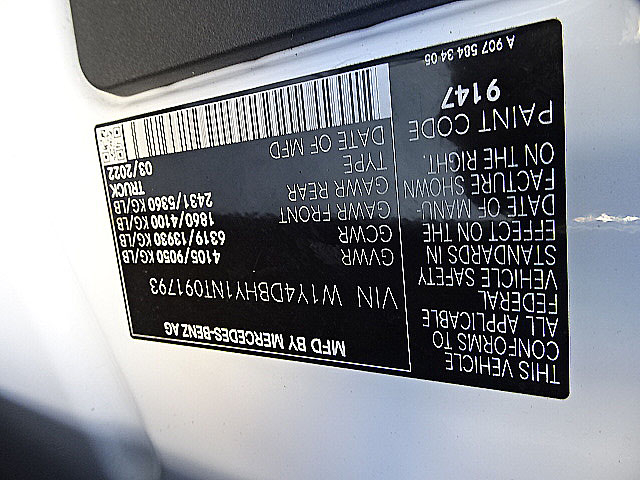 MFD BY MERCEDES-BENZ AG
VIN W1Y4DBHY1NT091793
GVWR 4105/9050 KG/LB
GCWR 6319/13930 KG/LB
GAWR FRONT 1860/4100 KG/LB
GAWR REAR 2431/5360 KG/LB
TYPE TRUCK
DATE OF MFD 03/2022
THIS VEHICLE
CONFORMS TO
ALL APPLICABLE
FEDERAL
VEHICLE SAFETY
STANDARDS IN
EFFECT ON THE
DATE OF MANU-
FACTURE SHOWN
ON THE RIGHT.
PAINT CODE
9147
A 907 584 34 05